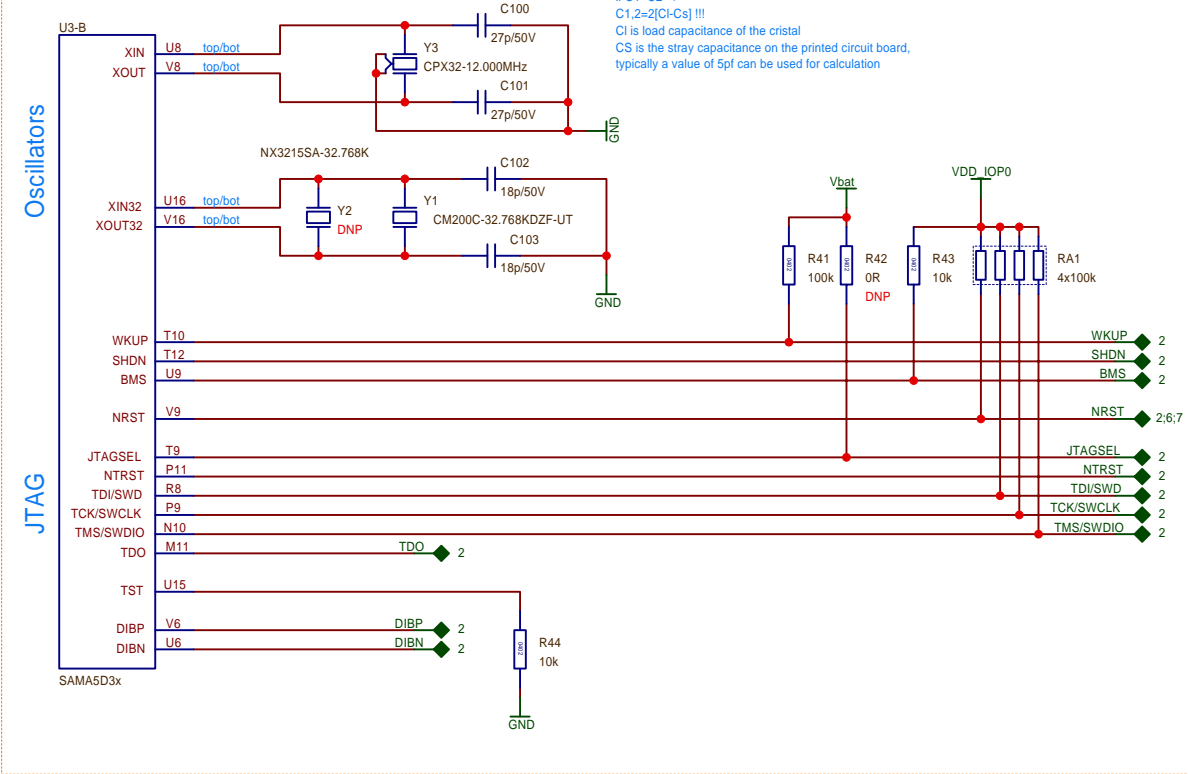 C1,2=2[Cl-Cs] !!!
Cl is load capacitance of the cristal
CS is the stray capacitance on the printed circuit board,
typically a value of 5pf can be used for calculation
Oscillators
U3-B
XIN U8 top/bot
XOUT V8 top/bot
C100
27p/50V
Y3
CPX32-12.000MHz
C101
27p/50V
GND
NX3215SA-32.768K
XIN32 U16 top/bot
XOUT32 V16 top/bot
Y2
DNP
Y1
CM200C-32.768KDZF-UT
C102
18p/50V
C103
18p/50V
GND
Vbat
VDD_IOP0
R41
100k
0402
R42
0R
DNP
0402
R43
10k
0402
RA1
4x100k
WKUP T10 WKUP 2
SHDN T12 SHDN 2
BMS U9 BMS 2
NRST V9 NRST 2;6;7
JTAG
JTAGSEL T9 JTAGSEL 2
NTRST P11 NTRST 2
TDI/SWD R8 TDI/SWD 2
TCK/SWCLK P9 TCK/SWCLK 2
TMS/SWDIO N10 TMS/SWDIO 2
TDO M11 TDO 2
TST U15
DIBP V6 DIBP 2
DIBN U6 DIBN 2
R44
10k
0402
GND
SAMA5D3x